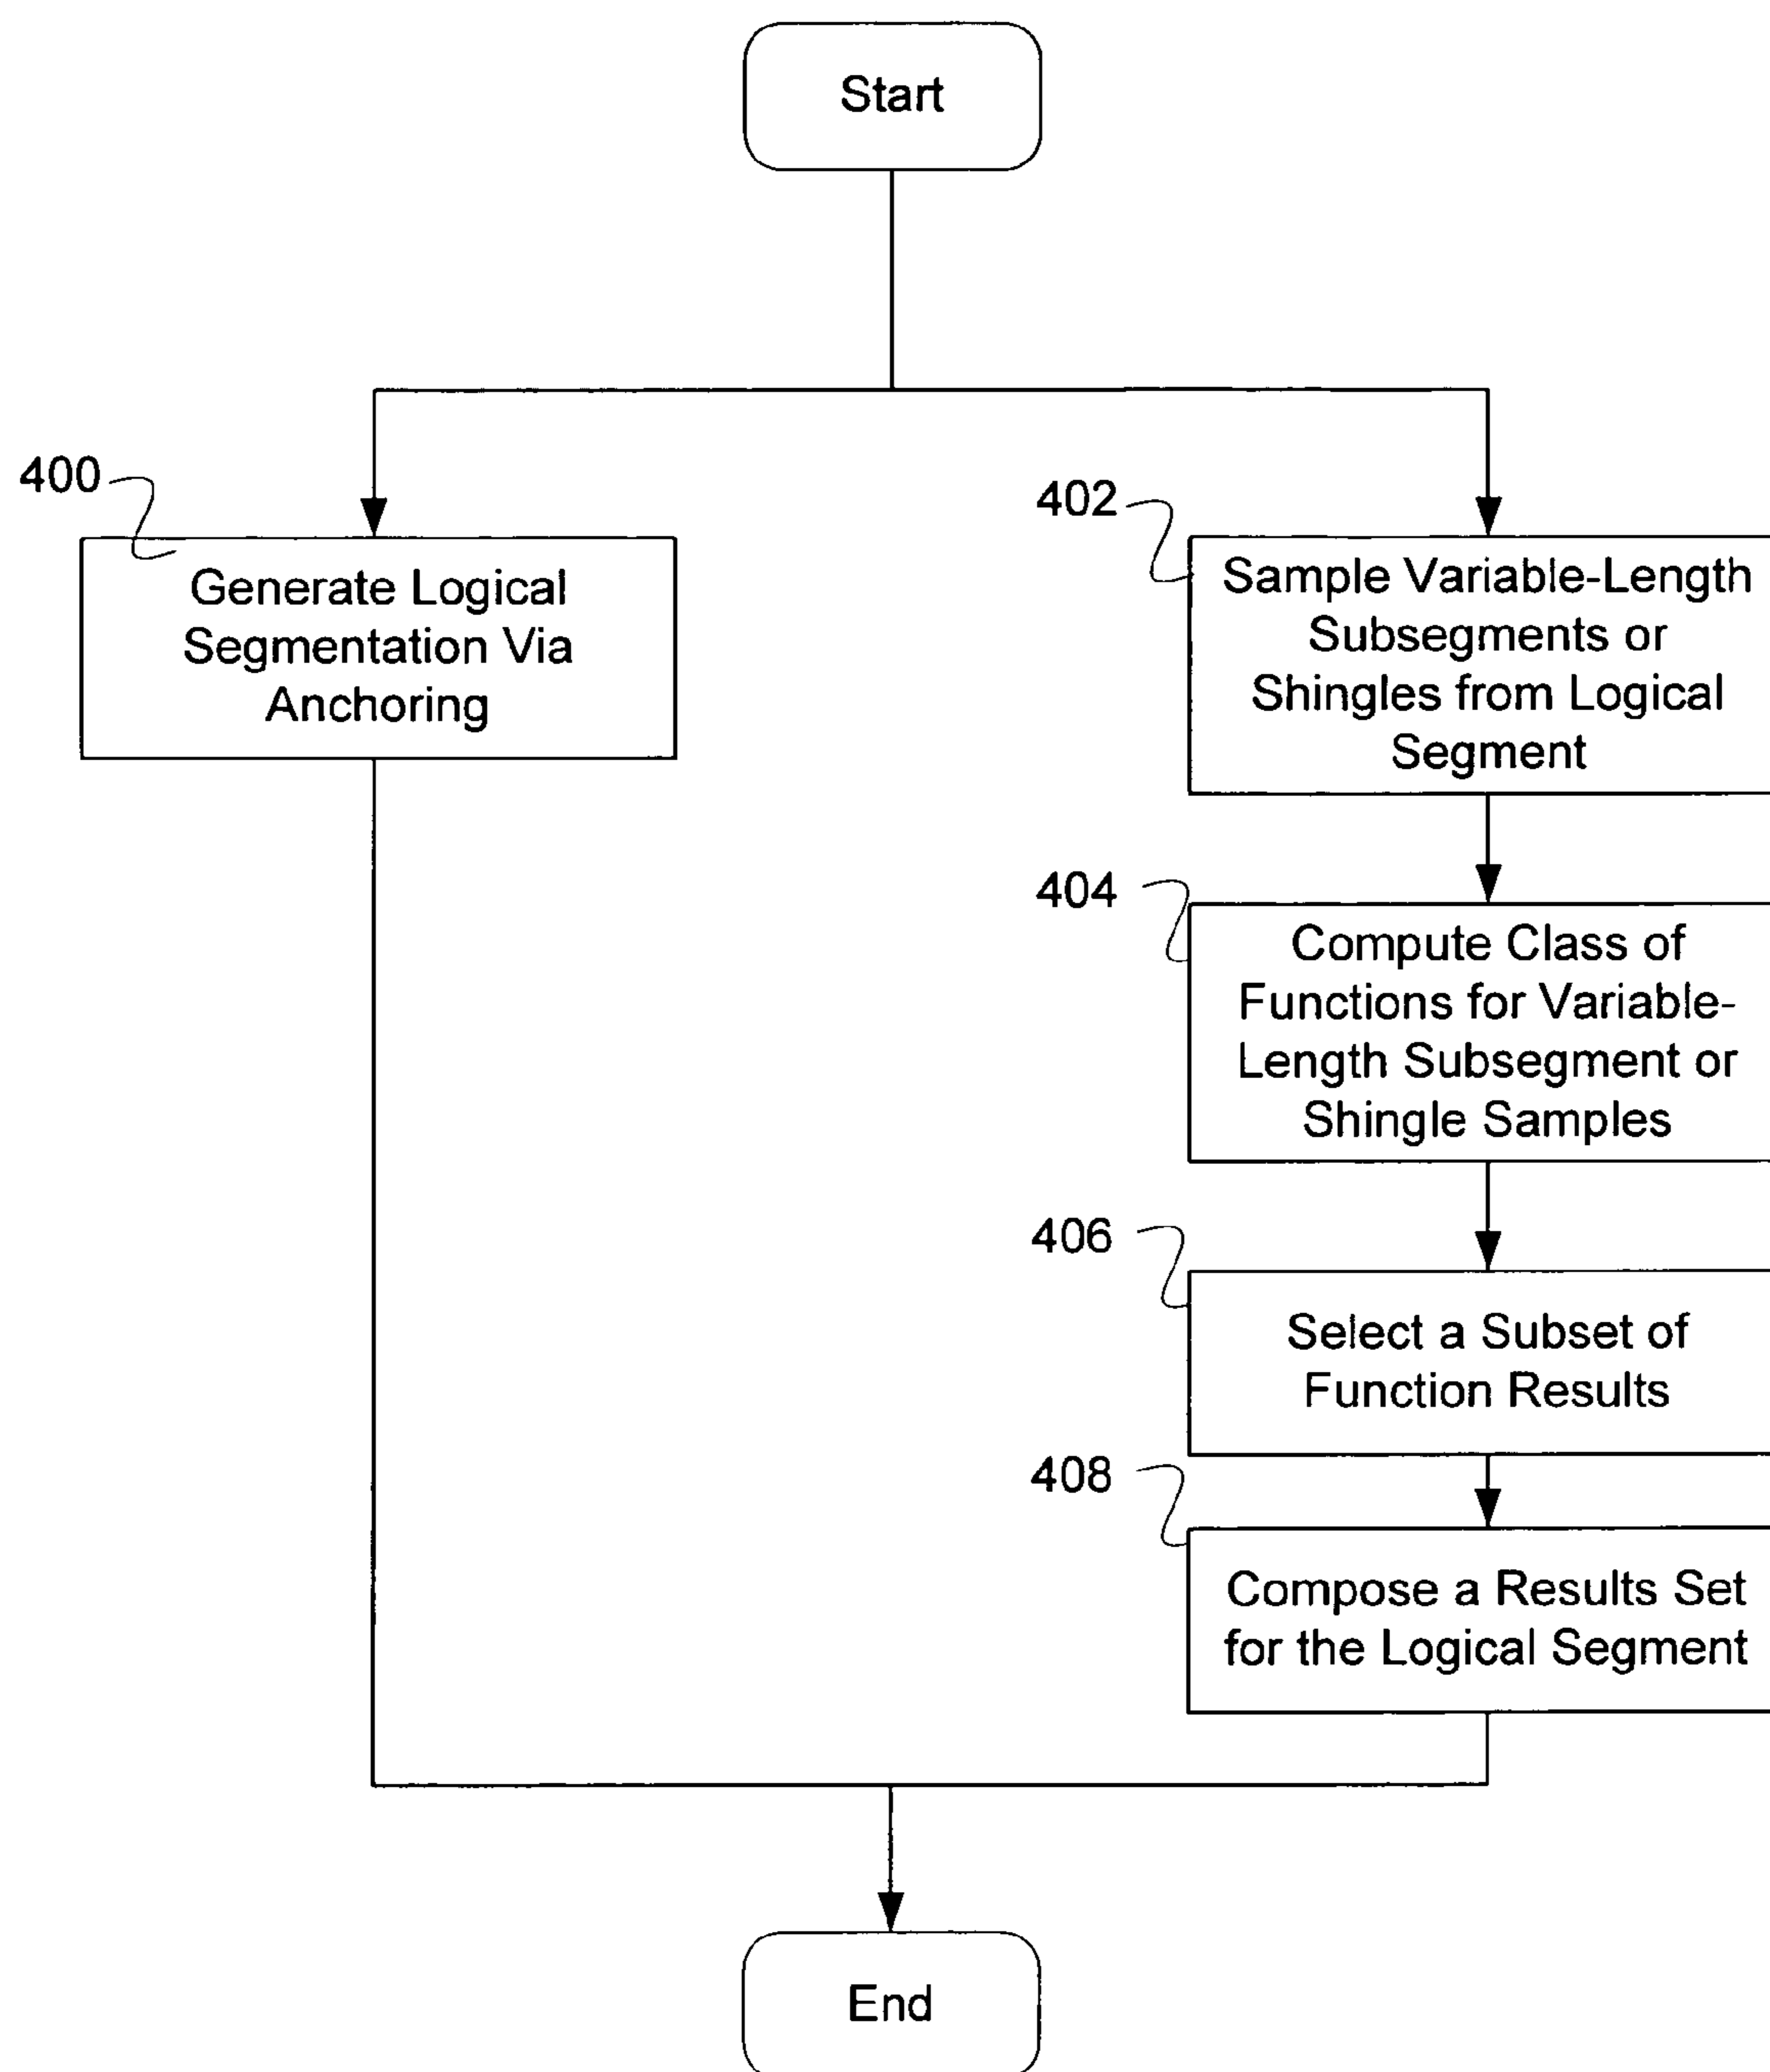 Start
400
Generate Logical
Segmentation Via
Anchoring
402
Sample Variable-Length
Subsegments or
Shingles from Logical
Segment
404
Compute Class of
Functions for Variable-
Length Subsegment or
Shingle Samples
406
Select a Subset of
Function Results
408
Compose a Results Set
for the Logical Segment
End